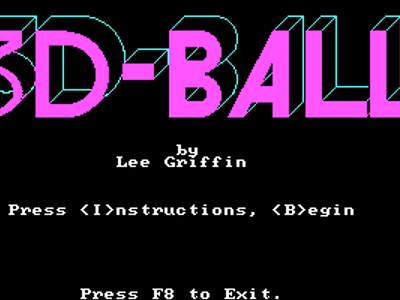 3D-BALL
by
Lee Griffin
Press <I>nstructions, <B>egin
Press F8 to Exit.